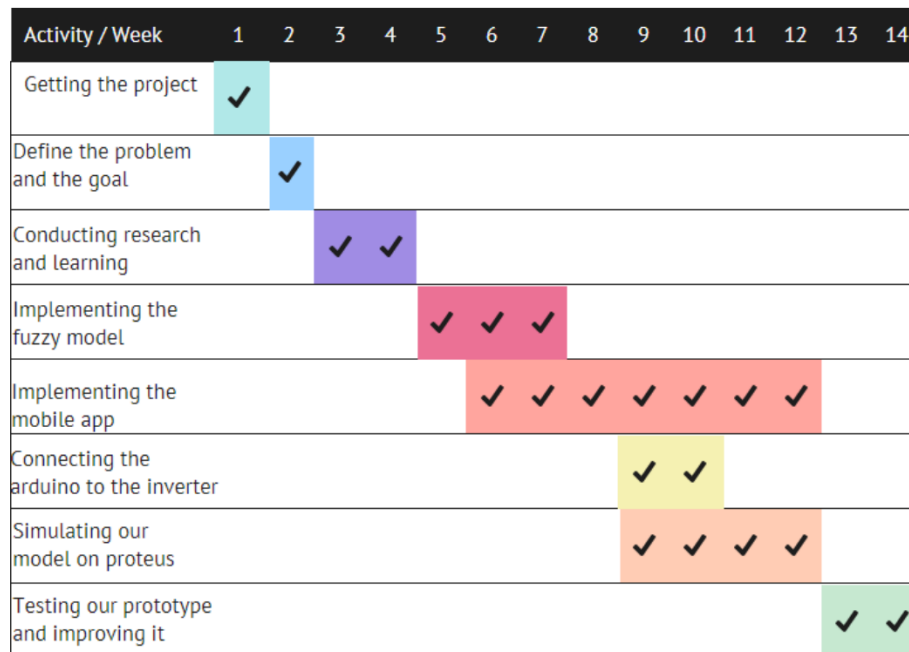 Activity / Week 1 2 3 4 5 6 7 8 9 10 11 12 13 14
Getting the project ✓
Define the problem
and the goal ✓
Conducting research
and learning ✓ ✓
Implementing the
fuzzy model ✓ ✓ ✓
Implementing the
mobile app ✓ ✓ ✓ ✓ ✓ ✓ ✓
Connecting the
arduino to the inverter ✓ ✓
Simulating our
model on proteus ✓ ✓ ✓ ✓
Testing our prototype
and improving it ✓ ✓